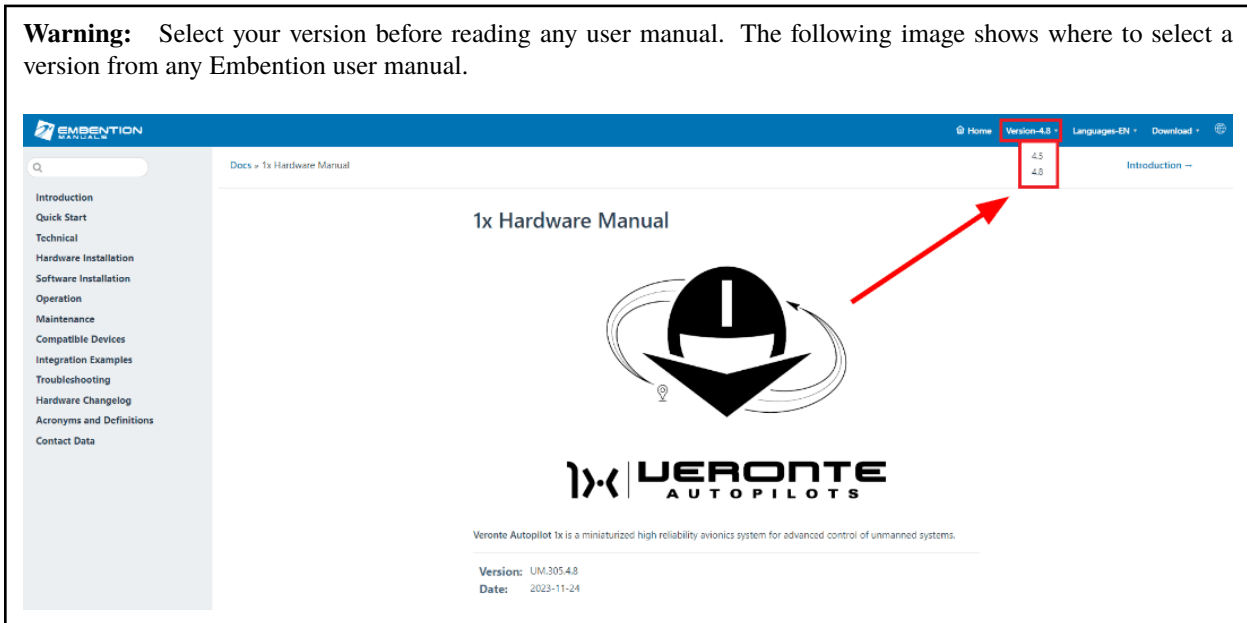 Warning: Select your version before reading any user manual. The following image shows where to select a
version from any Embention user manual.
EMBENTION
MANUALS
Home Version-4.8 Languages-EN Download
4.5
4.8
Docs » 1x Hardware Manual
Introduction →
Introduction
Quick Start
Technical
Hardware Installation
Software Installation
Operation
Maintenance
Compatible Devices
Integration Examples
Troubleshooting
Hardware Changelog
Acronyms and Definitions
Contact Data
1x Hardware Manual
1x VERONTE
AUTOPILOTS
Veronte Autopilot 1x is a miniaturized high reliability avionics system for advanced control of unmanned systems.
Version: UM.305.4.8
Date: 2023-11-24